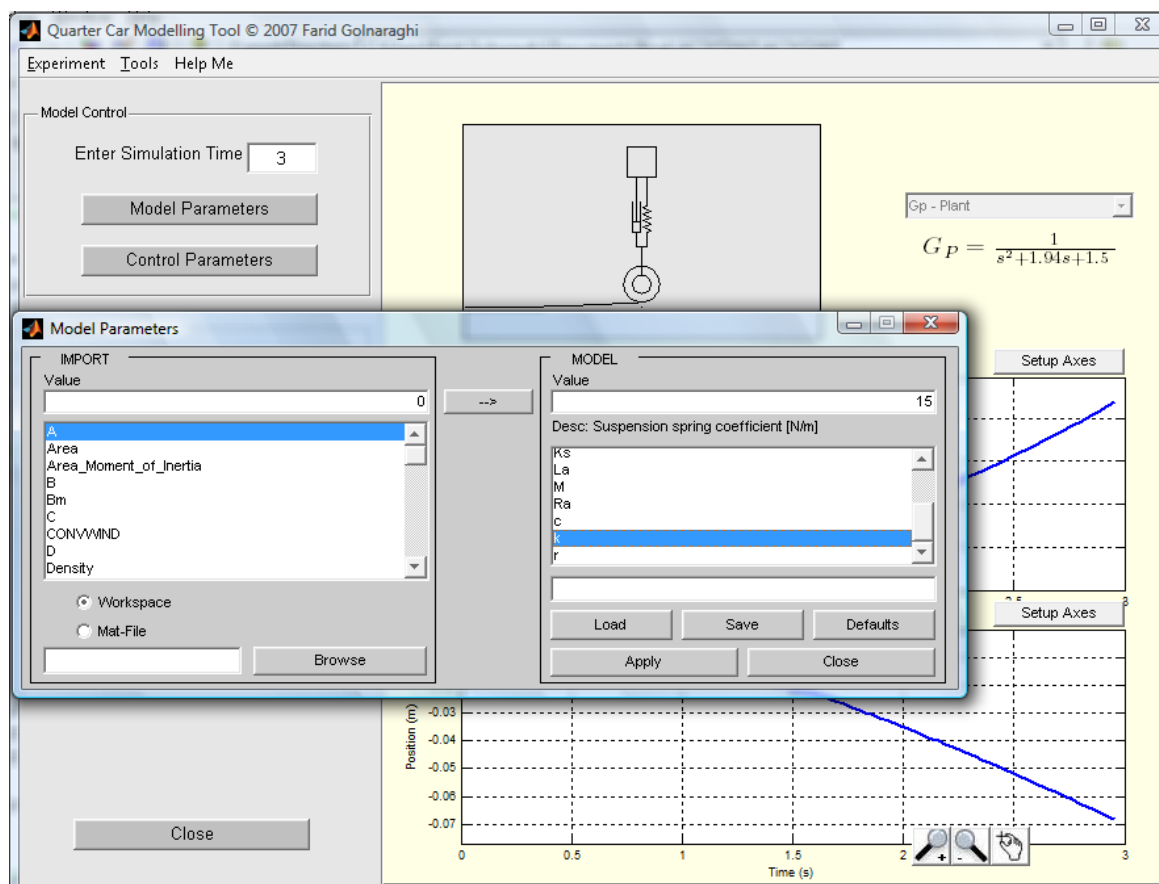 Quarter Car Modelling Tool © 2007 Farid Golnaraghi
Experiment Tools Help Me
Model Control
Enter Simulation Time 3
Model Parameters
Control Parameters
Gp - Plant
G_P = 1 / (s² + 1.94s + 1.5)
Model Parameters
IMPORT
Value
0
A
Area
Area_Moment_of_Inertia
B
Bm
C
CONVWIND
D
Density
Workspace
Mat-File
Browse
-->
MODEL
Value
15
Desc: Suspension spring coefficient [N/m]
Ks
La
M
Ra
c
k
r
Load Save Defaults
Apply Close
Setup Axes
2.5 3
Setup Axes
Position (m)
-0.03
-0.04
-0.05
-0.06
-0.07
0 0.5 1 1.5 2 3
Time (s)
Close